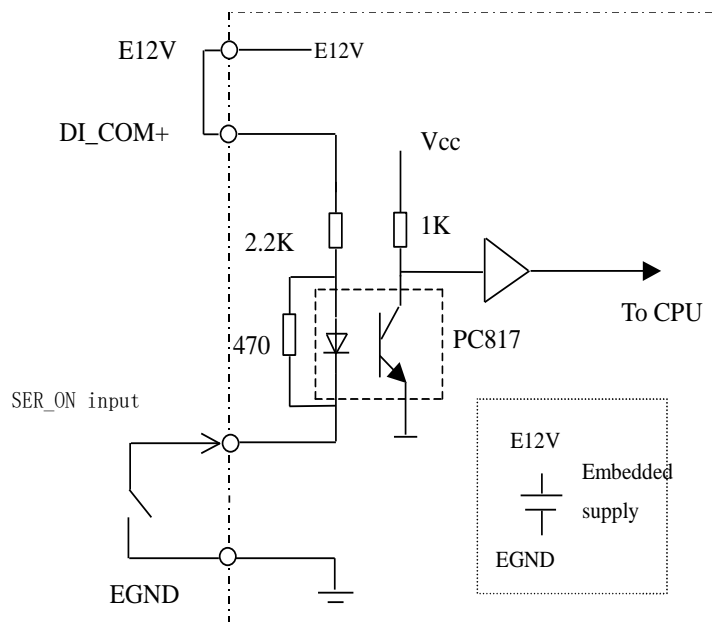 E12V
E12V
DI_COM+
Vcc
2.2K
1K
To CPU
470
PC817
SER_ON input
E12V
Embedded
supply
EGND
EGND